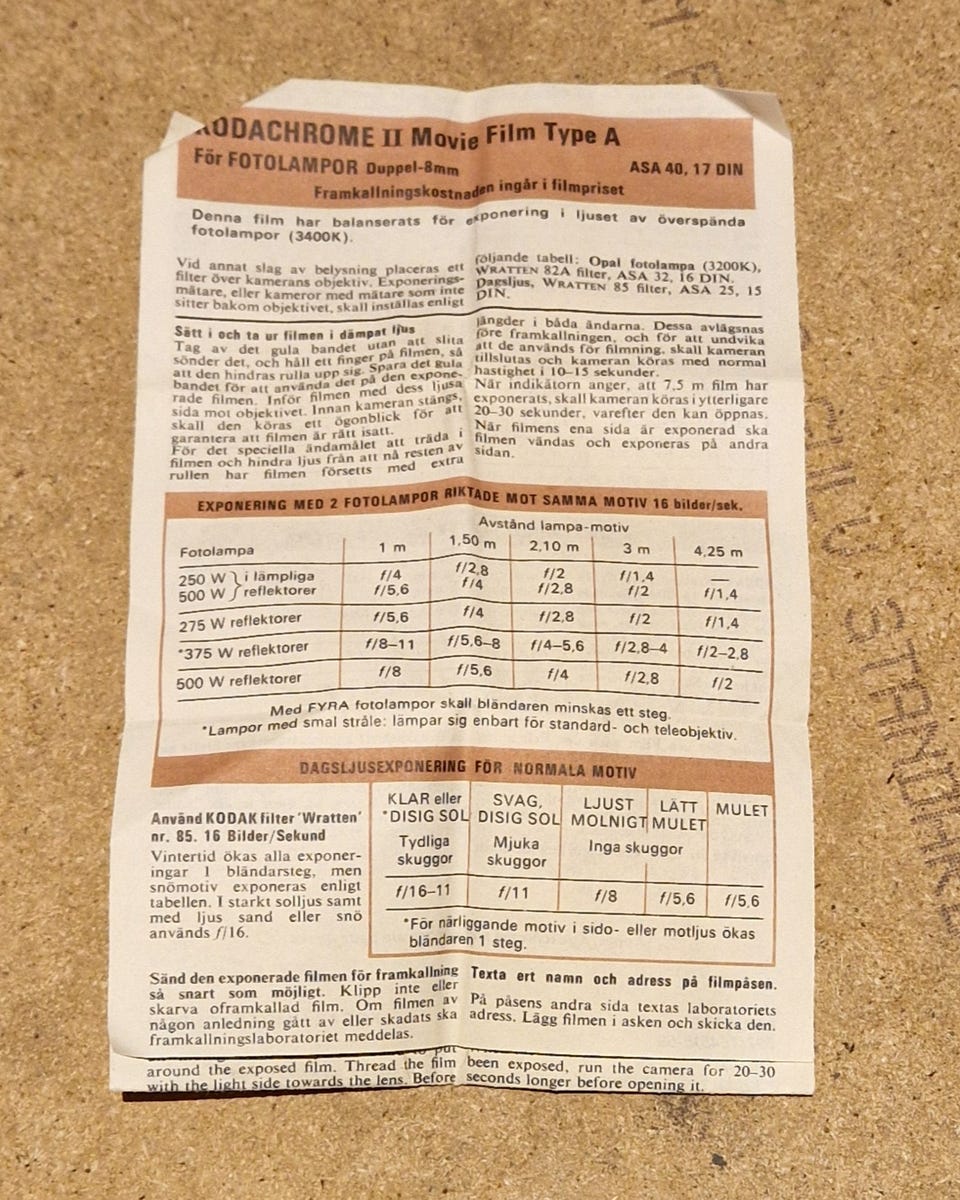 KODACHROME II Movie Film Type A
För FOTOLAMPOR Duppel-8mm
ASA 40, 17 DIN
Framkallningskostnaden ingår i filmpriset
Denna film har balanserats för exponering i ljuset av överspända
fotolampor (3400K).
Vid annat slag av belysning placeras ett
filter över kamerans objektiv. Exponerings-
mätare, eller kameror med mätare som inte
sitter bakom objektivet, skall inställas enligt
följande tabell: Opal fotolampa (3200K),
WRATTEN 82A filter, ASA 32, 16 DIN.
Dagsljus, WRATTEN 85 filter, ASA 25, 15
DIN.
Sätt i och ta ur filmen i dämpat ljus
Tag av det gula bandet utan att slita
sönder det, och håll ett finger på filmen, så
att den hindras rulla upp sig. Spara det gula
bandet för att använda det på den expone-
rade filmen. Inför filmen med dess ljusa
sida mot objektivet. Innan kameran stängs,
skall den köras ett ögonblick för att
garantera att filmen är rätt isatt.
För det speciella ändamålet att träda i
filmen och hindra ljus från att nå resten av
rullen har filmen försetts med extra
längder i båda ändarna. Dessa avlägsnas
före framkallningen, och för att undvika
att de används för filmning, skall kameran
tillslutas och kameran köras med normal
hastighet i 10–15 sekunder.
När indikatorn anger, att 7,5 m film har
exponerats, skall kameran köras i ytterligare
20–30 sekunder, varefter den kan öppnas.
När filmens ena sida är exponerad ska
filmen vändas och exponeras på andra
sidan.
EXPONERING MED 2 FOTOLAMPOR RIKTADE MOT SAMMA MOTIV 16 bilder/sek.
Avstånd lampa-motiv
Fotolampa 1 m 1,50 m 2,10 m 3 m 4,25 m
250 W } i lämpliga f/4 f/2,8 f/2 f/1,4 —
500 W } reflektorer f/5,6 f/4 f/2,8 f/2 f/1,4
275 W reflektorer f/5,6 f/4 f/2,8 f/2 f/1,4
*375 W reflektorer f/8–11 f/5,6–8 f/4–5,6 f/2,8–4 f/2–2,8
500 W reflektorer f/8 f/5,6 f/4 f/2,8 f/2
Med FYRA fotolampor skall bländaren minskas ett steg.
*Lampor med smal stråle: lämpar sig enbart för standard- och teleobjektiv.
DAGSLJUSEXPONERING FÖR NORMALA MOTIV
Använd KODAK filter 'Wratten'
nr. 85. 16 Bilder/Sekund
Vintertid ökas alla exponer-
ingar 1 bländarsteg, men
snömotiv exponeras enligt
tabellen. I starkt solljus samt
med ljus sand eller snö
används f/16.
KLAR eller SVAG, LJUST LÄTT MULET
*DISIG SOL DISIG SOL MOLNIGT MULET
Tydliga Mjuka Inga skuggor
skuggor skuggor
f/16–11 f/11 f/8 f/5,6 f/5,6
*För närliggande motiv i sido- eller motljus ökas
bländaren 1 steg.
Sänd den exponerade filmen för framkallning
så snart som möjligt. Klipp inte eller
skarva oframkallad film. Om filmen av
någon anledning gått av eller skadats ska
framkallningslaboratoriet meddelas.
Texta ert namn och adress på filmpåsen.
På påsens andra sida textas laboratoriets
adress. Lägg filmen i asken och skicka den.
to put
around the exposed film. Thread the film
with the light side towards the lens. Before
been exposed, run the camera for 20–30
seconds longer before opening it.